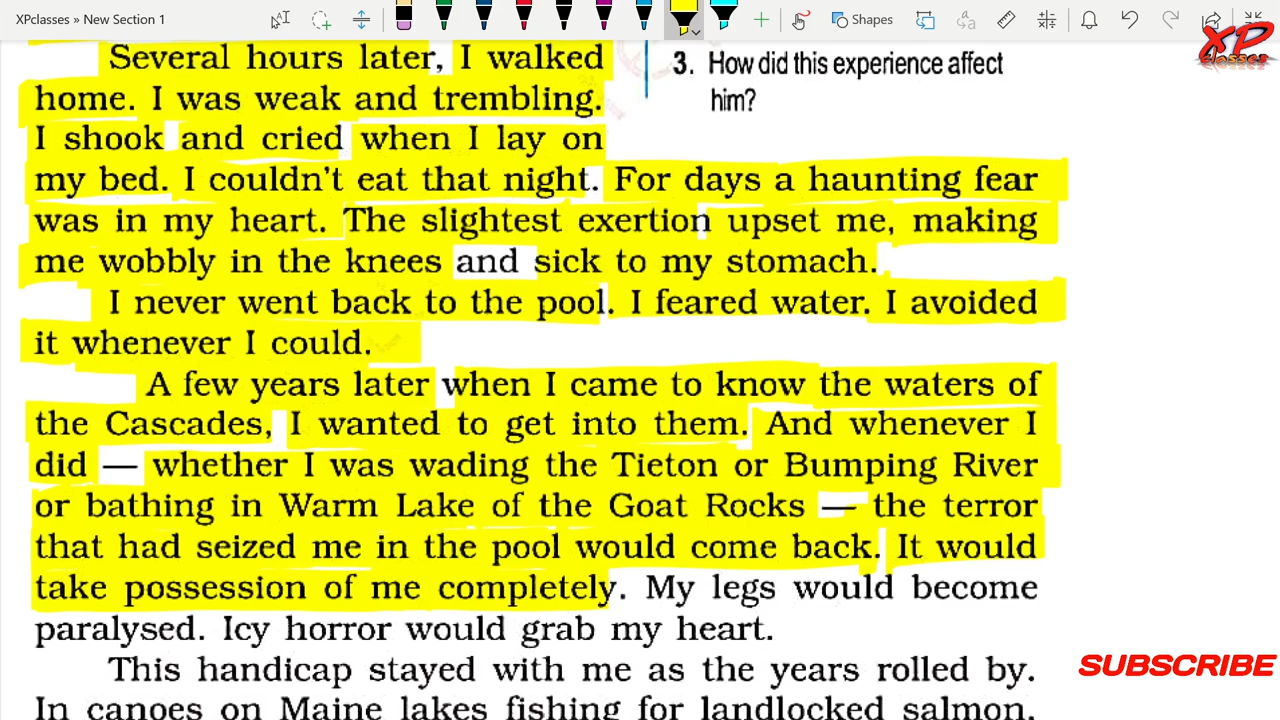 XPclasses » New Section 1
Shapes
XP
Classes
Several hours later, I walked
home. I was weak and trembling.
I shook and cried when I lay on
my bed. I couldn't eat that night. For days a haunting fear
was in my heart. The slightest exertion upset me, making
me wobbly in the knees and sick to my stomach.
I never went back to the pool. I feared water. I avoided
it whenever I could.
A few years later when I came to know the waters of
the Cascades, I wanted to get into them. And whenever I
did — whether I was wading the Tieton or Bumping River
or bathing in Warm Lake of the Goat Rocks — the terror
that had seized me in the pool would come back. It would
take possession of me completely. My legs would become
paralysed. Icy horror would grab my heart.
This handicap stayed with me as the years rolled by.
In canoes on Maine lakes fishing for landlocked salmon,
3. How did this experience affect
him?
SUBSCRIBE